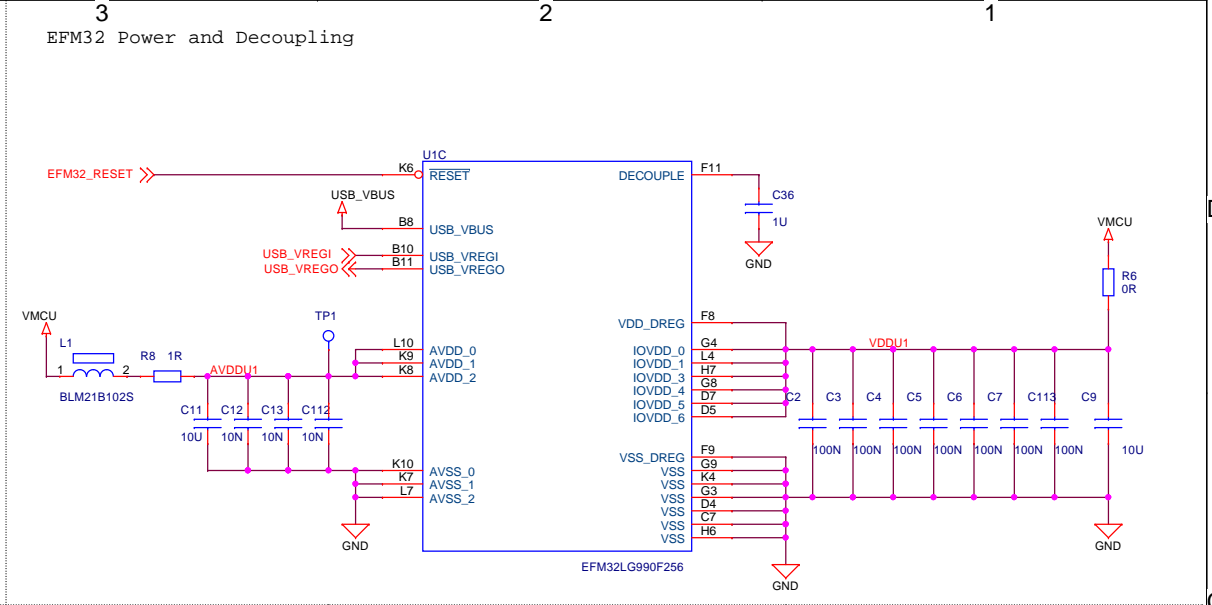 3 2 1
EFM32 Power and Decoupling
U1C
EFM32_RESET K6 RESET DECOUPLE F11
C36
1U
GND
USB_VBUS
B8 USB_VBUS
USB_VREGI B10 USB_VREGI
USB_VREGO B11 USB_VREGO
VMCU
R6
0R
VMCU
L1
1 2
BLM21B102S
R8 1R
AVDDU1
TP1
L10 AVDD_0
K9 AVDD_1
K8 AVDD_2
C11 C12 C13 C112
10U 10N 10N 10N
K10 AVSS_0
K7 AVSS_1
L7 AVSS_2
GND
VDD_DREG F8
IOVDD_0 G4
IOVDD_1 L4
IOVDD_3 H7
IOVDD_4 G8
IOVDD_5 D7
IOVDD_6 D5
VDDU1
C2 C3 C4 C5 C6 C7 C113 C9
100N 100N 100N 100N 100N 100N 100N 10U
VSS_DREG F9
VSS G9
VSS K4
VSS G3
VSS D4
VSS C7
VSS H6
GND
GND
EFM32LG990F256